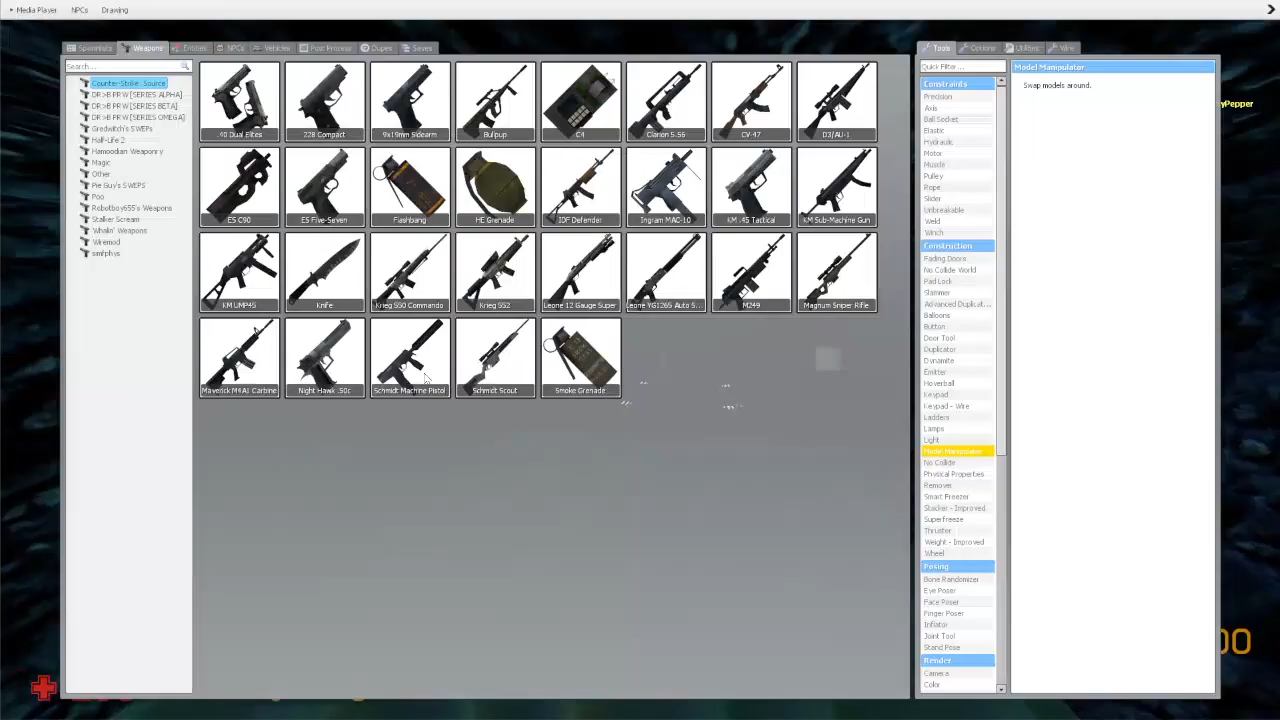 Media Player NPCs Drawing
Spawnlists Weapons Entities NPCs Vehicles Post Process Dupes Saves
Tools Options Utilities Wire
Search...
Counter-Strike: Source
DR >B PR W [SERIES ALPHA]
DR >B PR W [SERIES BETA]
DR >B PR W [SERIES OMEGA]
Gredwitch's SWEPs
Half-Life 2
Hamoodian Weaponry
Magic
Other
Pie Guy's SWEPS
Poo
Robotboy655's Weapons
Stalker Scream
Whalin' Weapons
Wiremod
simfphys
.40 Dual Elites
228 Compact
9x19mm Sidearm
Bullpup
C4
Clarion 5.56
CV-47
D3/AU-1
ES C90
ES Five-Seven
Flashbang
HE Grenade
IDF Defender
Ingram MAC-10
KM .45 Tactical
KM Sub-Machine Gun
KM UMP45
Knife
Krieg 550 Commando
Krieg 552
Leone 12 Gauge Super
Leone YG1265 Auto S...
M249
Magnum Sniper Rifle
Maverick M4A1 Carbine
Night Hawk .50c
Schmidt Machine Pistol
Schmidt Scout
Smoke Grenade
Quick Filter...
Constraints
Precision
Axis
Ball Socket
Elastic
Hydraulic
Motor
Muscle
Pulley
Rope
Slider
Unbreakable
Weld
Winch
Construction
Fading Doors
No Collide World
Pad Lock
Slammer
Advanced Duplicat...
Balloons
Button
Door Tool
Duplicator
Dynamite
Emitter
Hoverball
Keypad
Keypad - Wire
Ladders
Lamps
Light
Model Manipulator
No Collide
Physical Properties
Remover
Smart Freezer
Stacker - Improved
Superfreeze
Thruster
Weight - Improved
Wheel
Posing
Bone Randomizer
Eye Poser
Face Poser
Finger Poser
Inflator
Joint Tool
Stand Pose
Render
Camera
Color
Model Manipulator
Swap models around.
yPepper
00